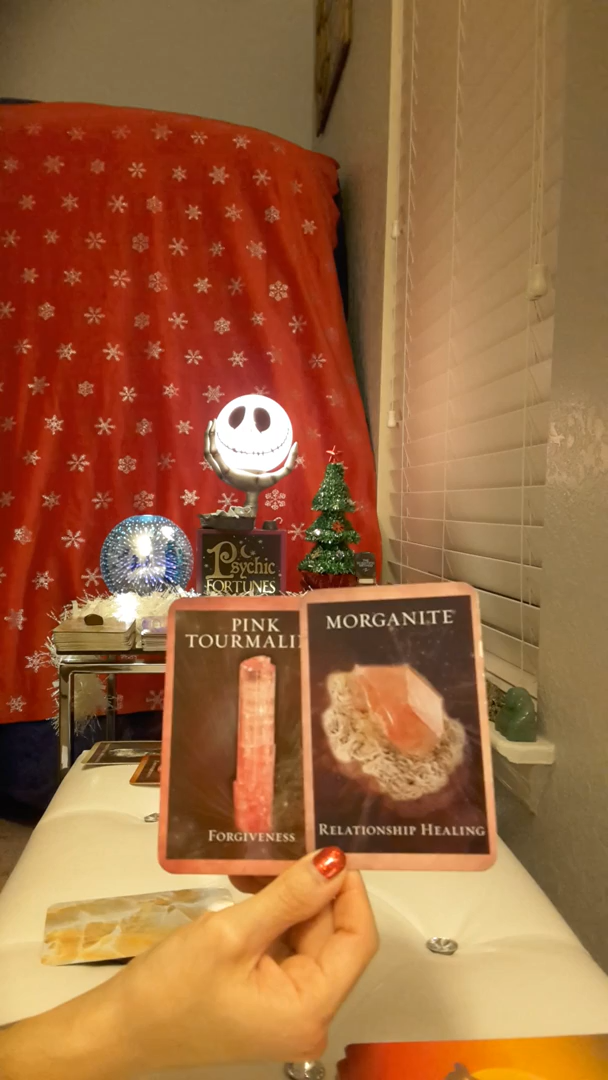 Psychic
FORTUNES
PINK
TOURMALI
FORGIVENESS
MORGANITE
RELATIONSHIP HEALING